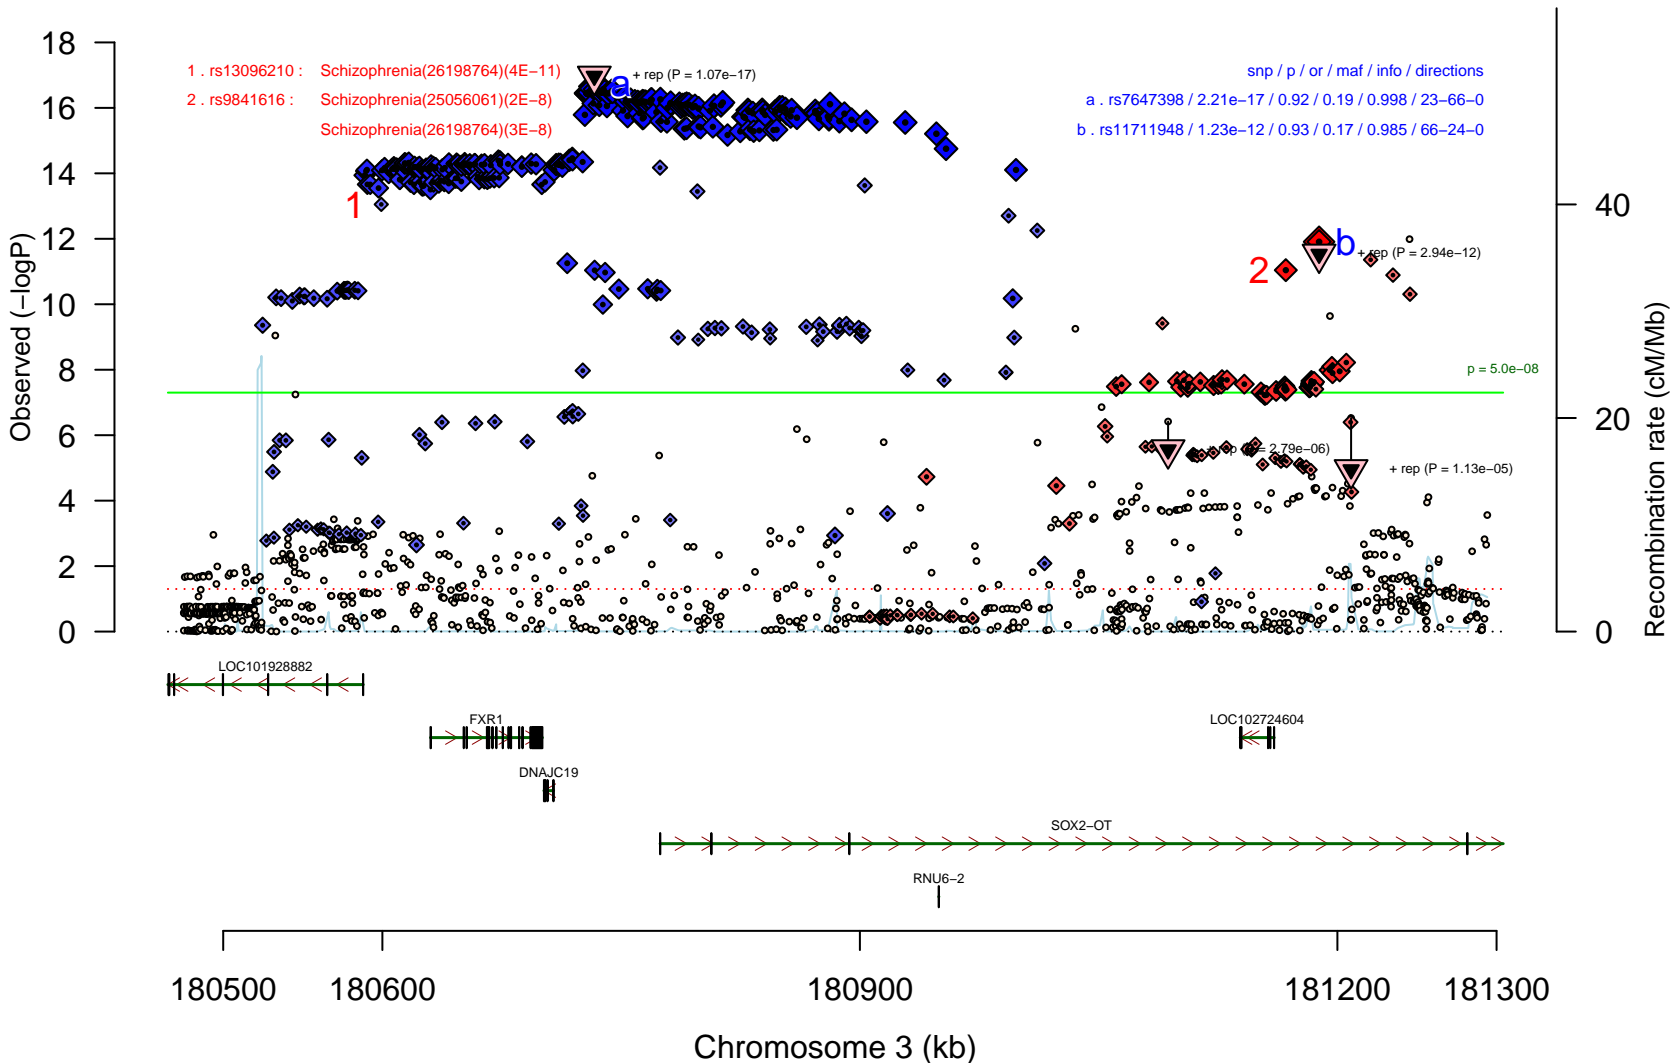 1 . rs13096210 : Schizophrenia(26198764)(4E−11)
2 . rs9841616 : Schizophrenia(25056061)(2E−8)
Schizophrenia(26198764)(3E−8)
snp / p / or / maf / info / directions
a . rs7647398 / 2.21e−17 / 0.92 / 0.19 / 0.998 / 23−66−0
b . rs11711948 / 1.23e−12 / 0.93 / 0.17 / 0.985 / 66−24−0
a
+ rep (P = 1.07e−17)
1
2
b
+ rep (P = 2.94e−12)
p = 5.0e−08
2.79e−06)
+ rep (P = 1.13e−05)
Observed (−logP)
18
16
14
12
10
8
6
4
2
0
Recombination rate (cM/Mb)
40
20
0
LOC101928882
FXR1
LOC102724604
DNAJC19
SOX2−OT
RNU6−2
180500
180600
180900
181200
181300
Chromosome 3 (kb)